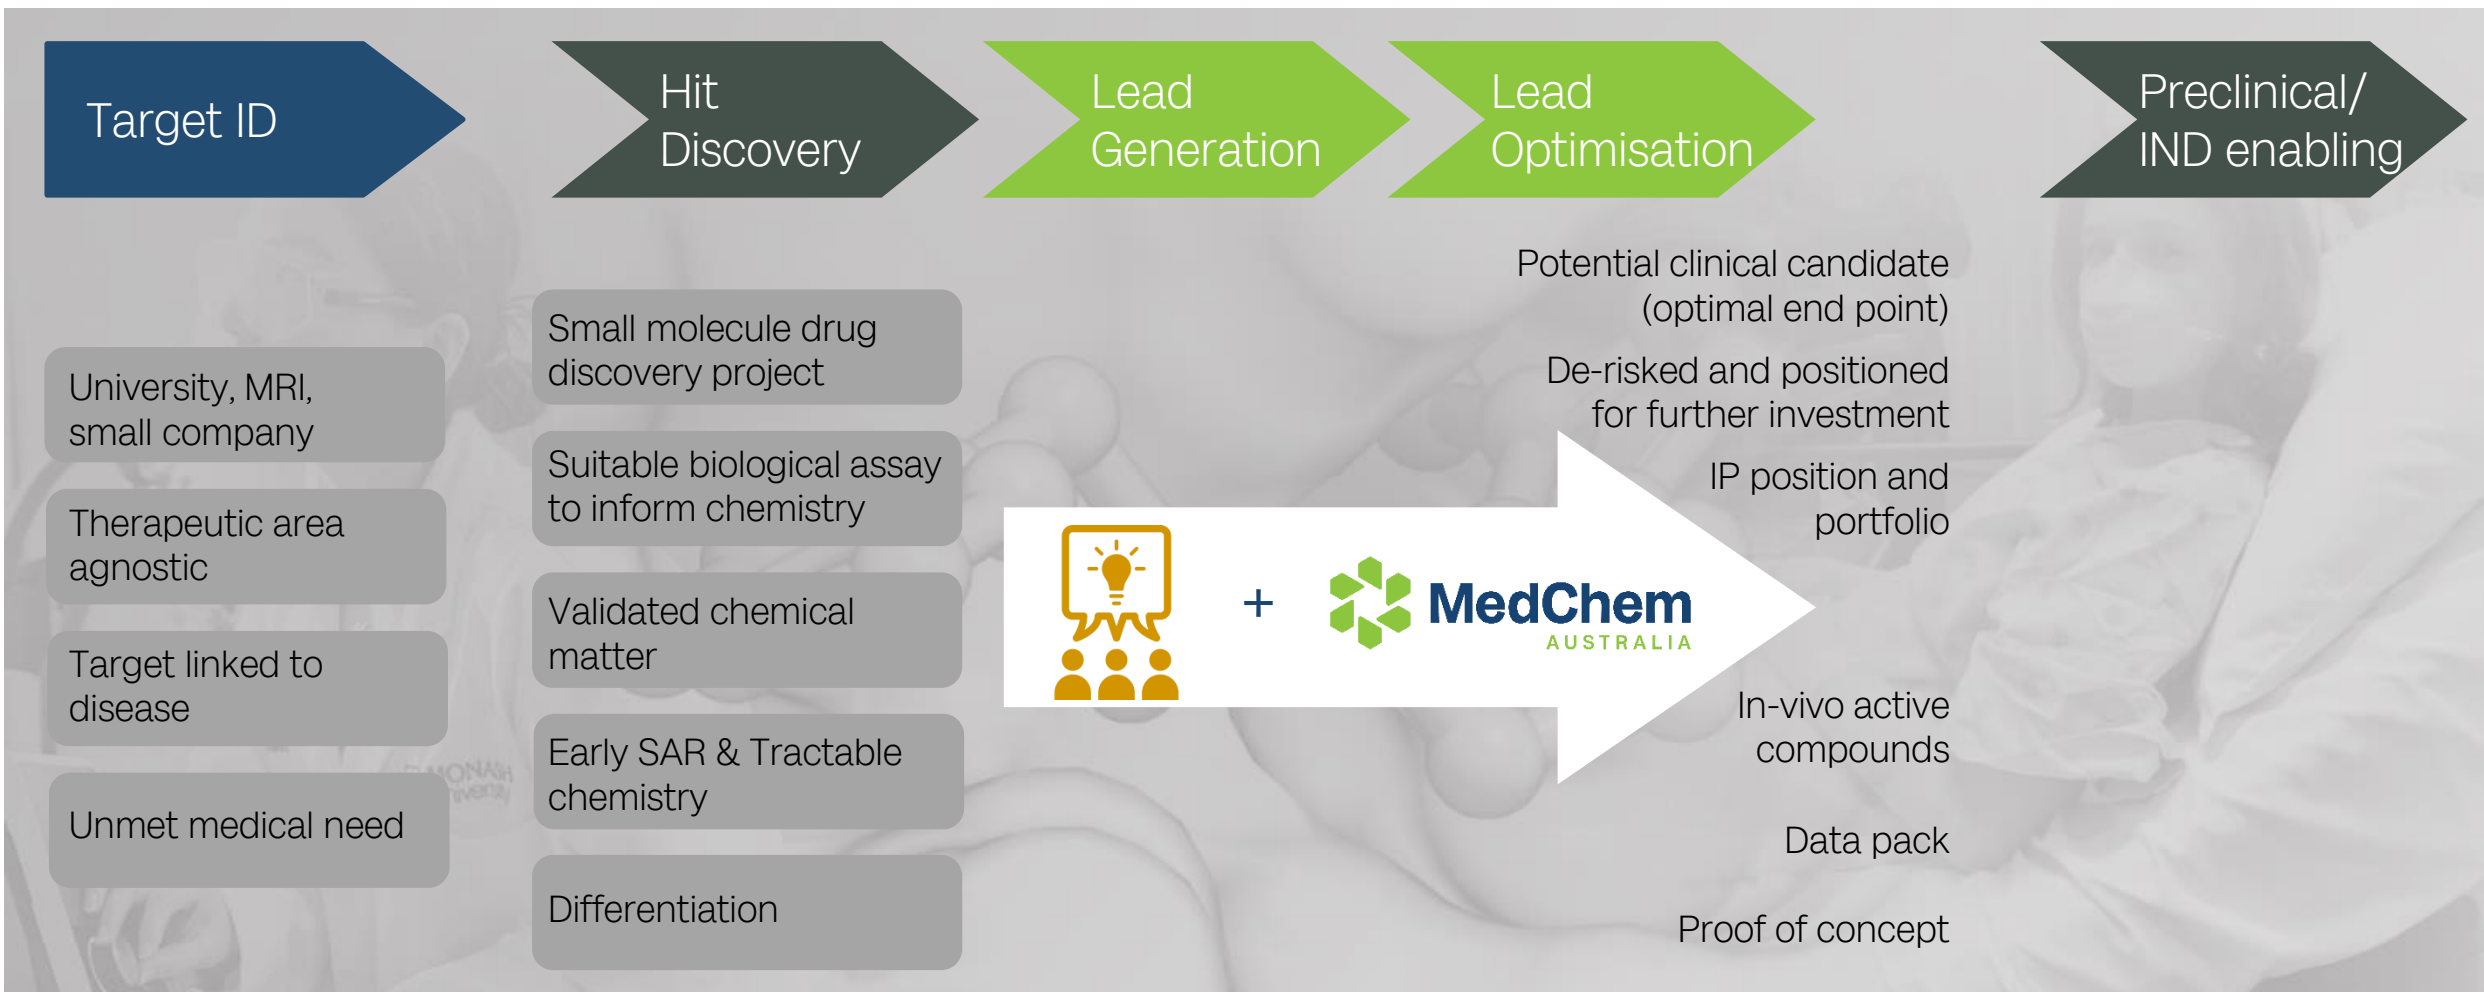 Target ID
Hit
Discovery
Lead
Generation
Lead
Optimisation
Preclinical/
IND enabling
University, MRI,
small company
Therapeutic area
agnostic
Target linked to
disease
Unmet medical need
Small molecule drug
discovery project
Suitable biological assay
to inform chemistry
Validated chemical
matter
Early SAR & Tractable
chemistry
Differentiation
+
MedChem
AUSTRALIA
Potential clinical candidate
(optimal end point)
De-risked and positioned
for further investment
IP position and
portfolio
In-vivo active
compounds
Data pack
Proof of concept
MONASH
University